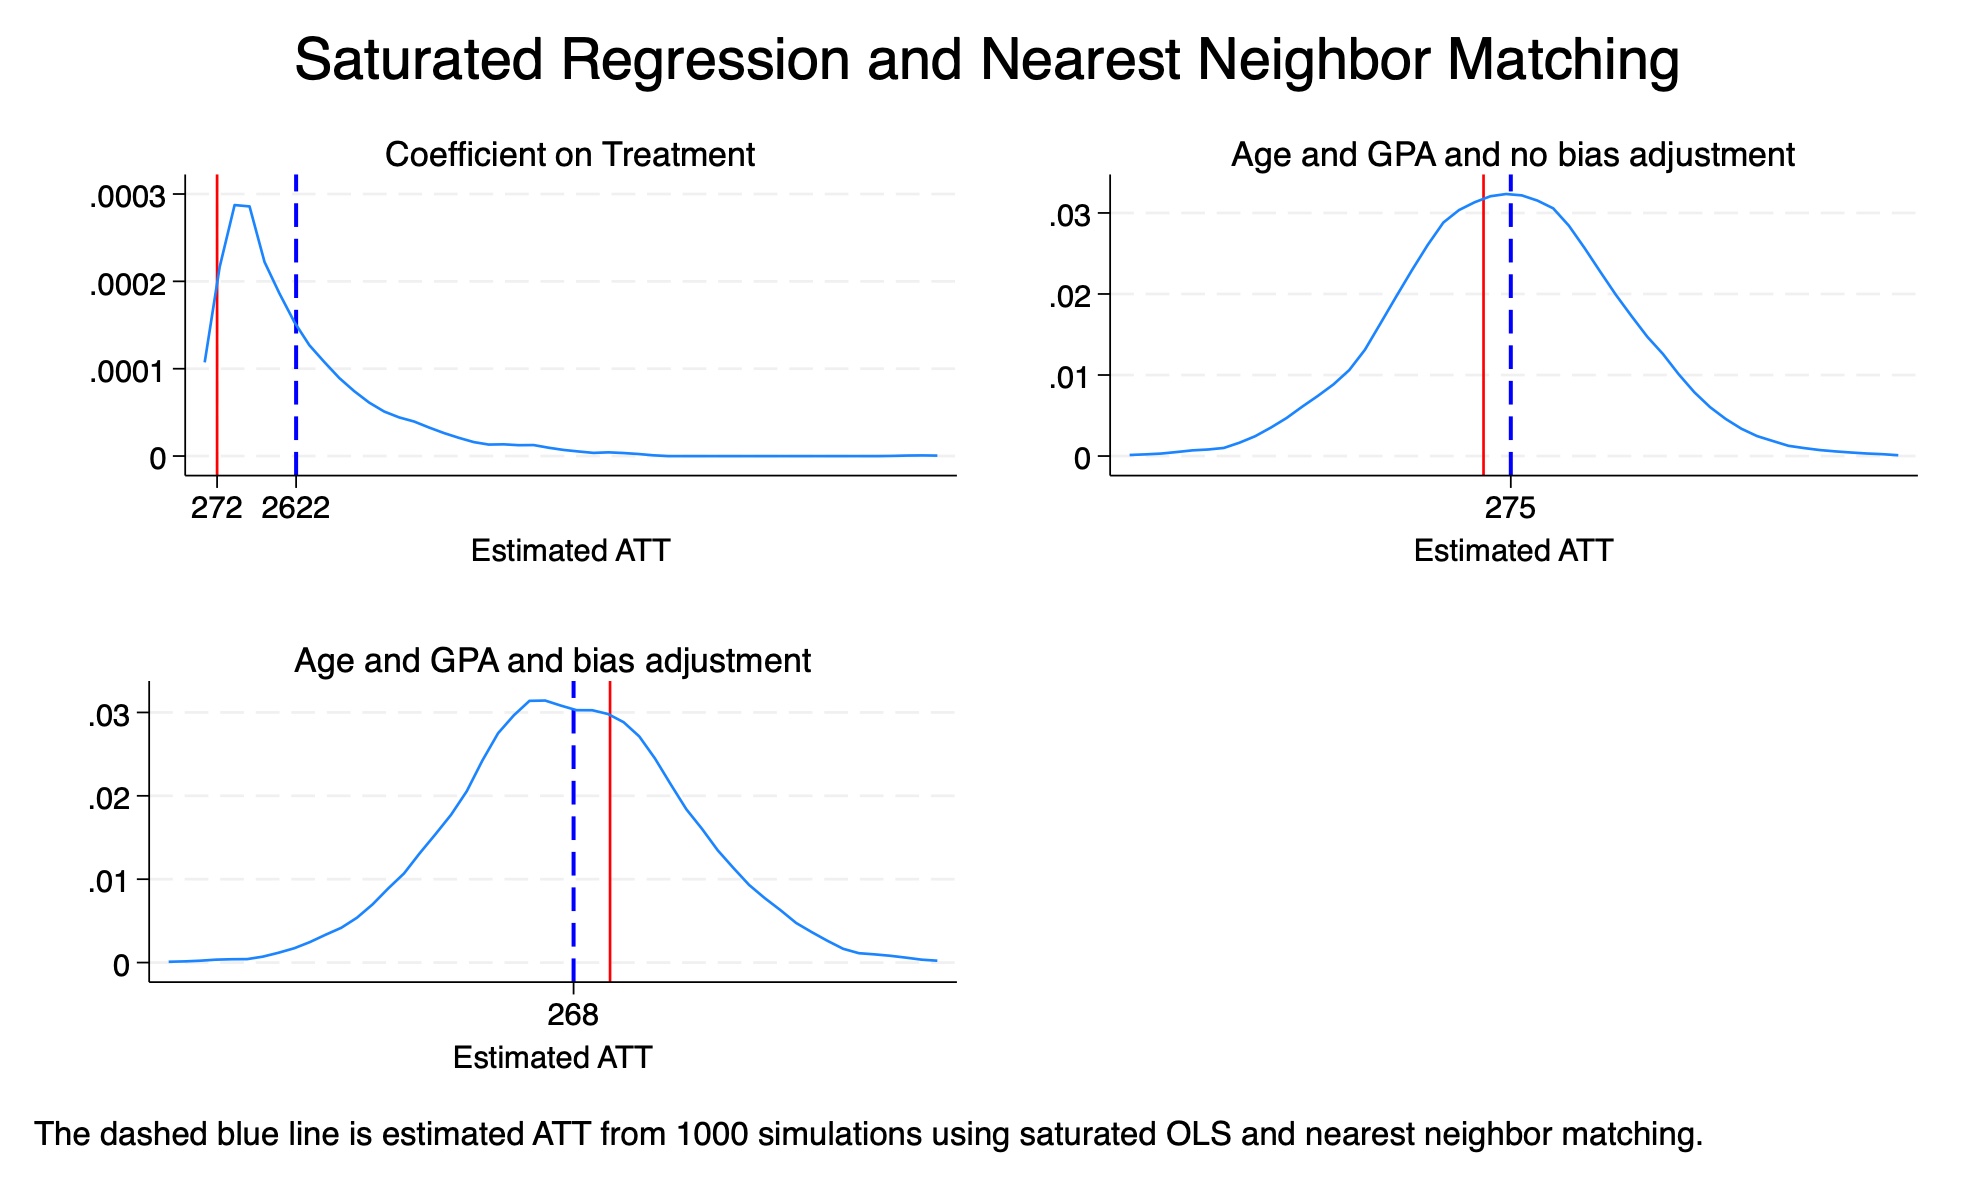 Saturated Regression and Nearest Neighbor Matching
Coefficient on Treatment
.0003
.0002
.0001
0
272 2622
Estimated ATT
Age and GPA and no bias adjustment
.03
.02
.01
0
275
Estimated ATT
Age and GPA and bias adjustment
.03
.02
.01
0
268
Estimated ATT
The dashed blue line is estimated ATT from 1000 simulations using saturated OLS and nearest neighbor matching.